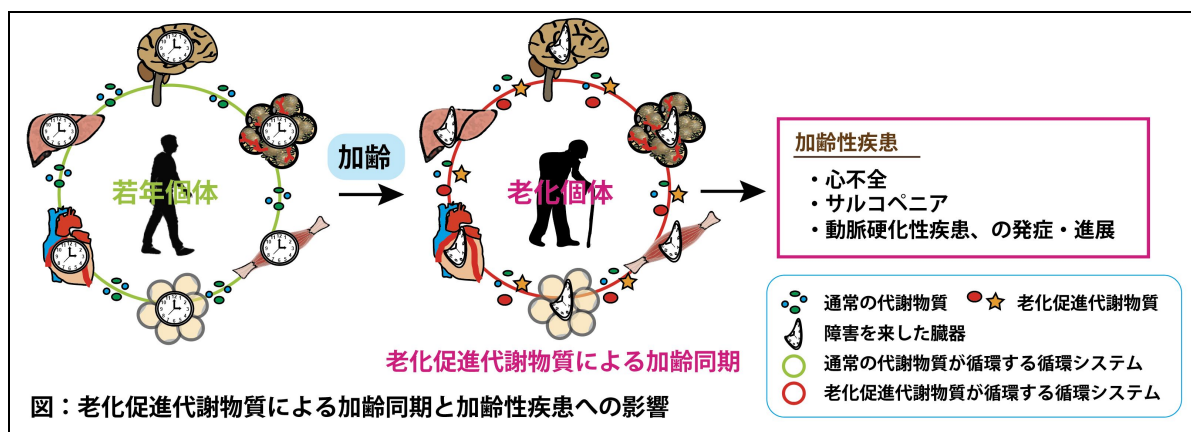 若年個体
加齢
老化個体
老化促進代謝物質による加齢同期
加齢性疾患
・心不全
・サルコペニア
・動脈硬化性疾患、の発症・進展
通常の代謝物質
老化促進代謝物質
障害を来した臓器
通常の代謝物質が循環する循環システム
老化促進代謝物質が循環する循環システム
図：老化促進代謝物質による加齢同期と加齢性疾患への影響